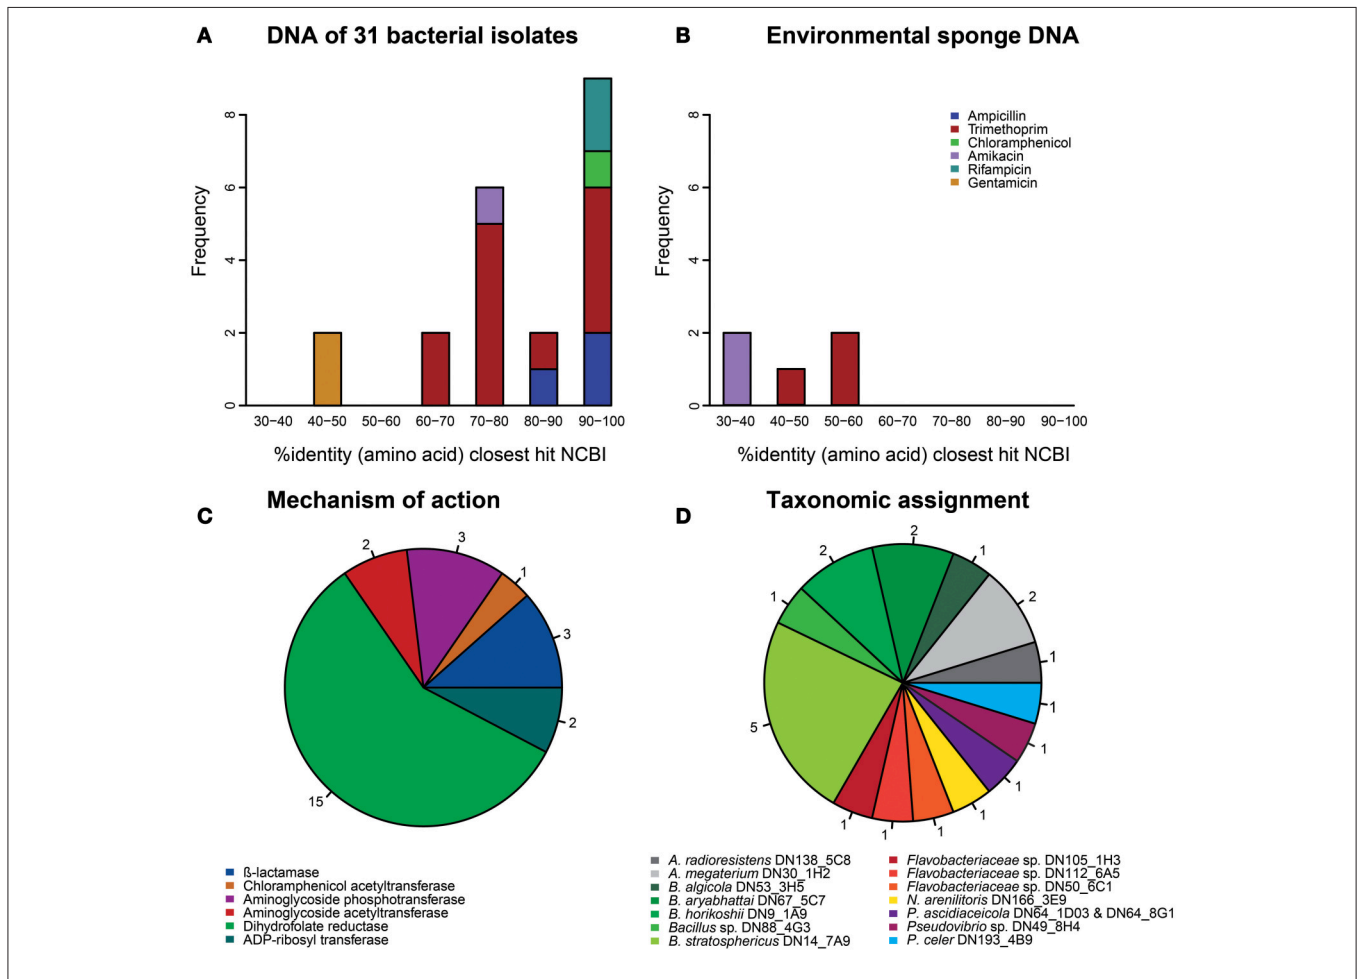 A DNA of 31 bacterial isolates
Frequency
0 2 4 6 8
30−40 40−50 50−60 60−70 70−80 80−90 90−100
%identity (amino acid) closest hit NCBI
B Environmental sponge DNA
Ampicillin
Trimethoprim
Chloramphenicol
Amikacin
Rifampicin
Gentamicin
Frequency
0 2 4 6 8
30−40 40−50 50−60 60−70 70−80 80−90 90−100
%identity (amino acid) closest hit NCBI
C Mechanism of action
2
3
1
3
2
15
ß-lactamase
Chloramphenicol acetyltransferase
Aminoglycoside phosphotransferase
Aminoglycoside acetyltransferase
Dihydrofolate reductase
ADP-ribosyl transferase
D Taxonomic assignment
2
2
1
2
1
1
1
1
1
1
1
1
5
1
A. radioresistens DN138_5C8
A. megaterium DN30_1H2
B. algicola DN53_3H5
B. aryabhattai DN67_5C7
B. horikoshii DN9_1A9
Bacillus sp. DN88_4G3
B. stratosphericus DN14_7A9
Flavobacteriaceae sp. DN105_1H3
Flavobacteriaceae sp. DN112_6A5
Flavobacteriaceae sp. DN50_6C1
N. arenilitoris DN166_3E9
P. ascidiaceicola DN64_1D03 & DN64_8G1
Pseudovibrio sp. DN49_8H4
P. celer DN193_4B9